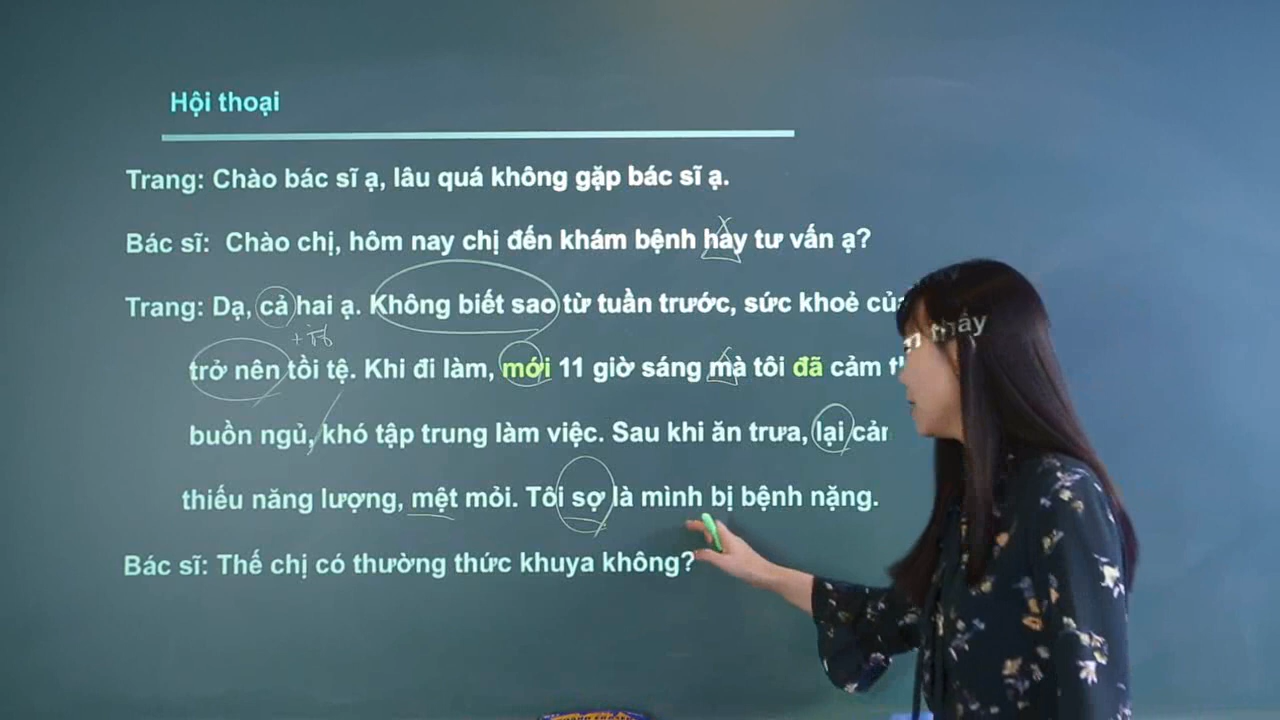 Hội thoại
Trang: Chào bác sĩ ạ, lâu quá không gặp bác sĩ ạ.
Bác sĩ: Chào chị, hôm nay chị đến khám bệnh hay tư vấn ạ?
Trang: Dạ, cả hai ạ. Không biết sao từ tuần trước, sức khoẻ của
trở nên tồi tệ. Khi đi làm, mới 11 giờ sáng mà tôi đã cảm thấy
buồn ngủ, khó tập trung làm việc. Sau khi ăn trưa, lại
thiếu năng lượng, mệt mỏi. Tôi sợ là mình bị bệnh nặng.
Bác sĩ: Thế chị có thường thức khuya không?